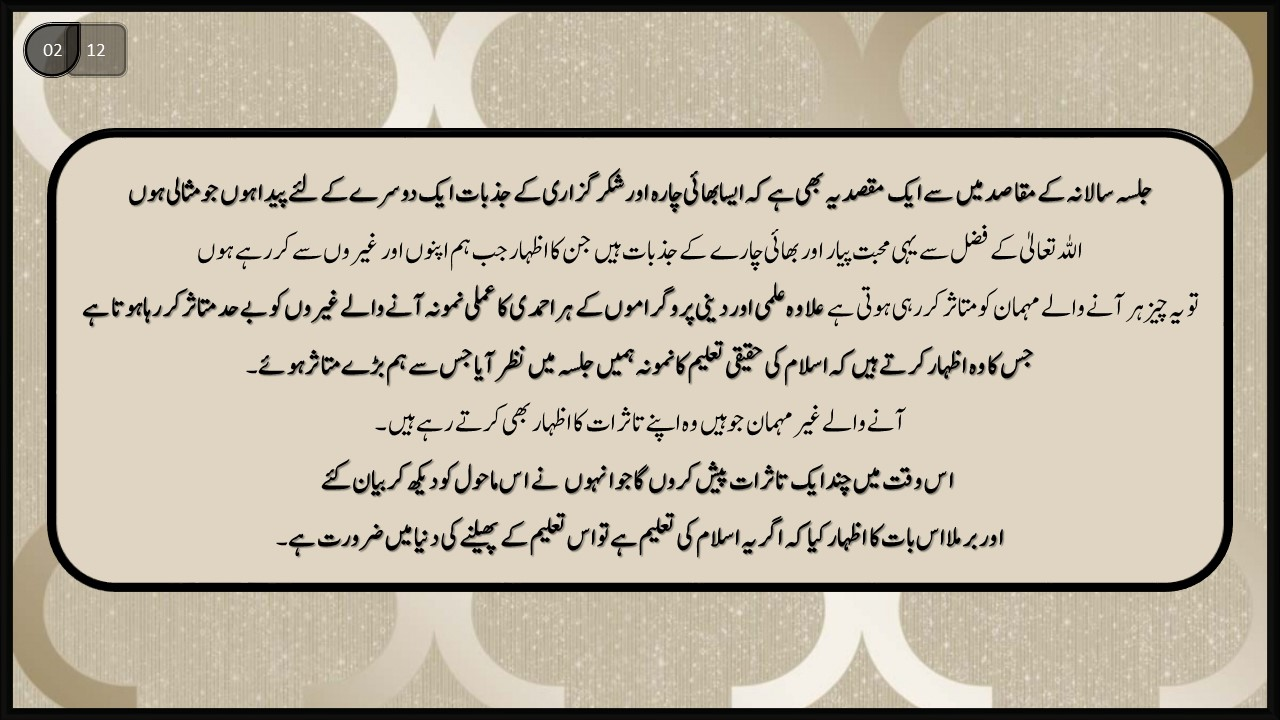 02 12
جلسہ سالانہ کے مقاصد میں سے ایک مقصد یہ بھی ہے کہ ایسا بھائی چارہ اور شکر گزاری کے جذبات ایک دوسرے کے لئے پیدا ہوں جو مثالی ہوں
اللہ تعالیٰ کے فضل سے یہی محبت پیار اور بھائی چارے کے جذبات ہیں جن کا اظہار جب ہم اپنوں اور غیروں سے کر رہے ہوں
تو یہ چیز ہر آنے والے مہمان کو متاثر کر رہی ہوتی ہے علاوہ علمی اور دینی پروگراموں کے ہر احمدی کا عملی نمونہ آنے والے غیروں کو بے حد متاثر کر رہا ہوتا ہے
جس کا وہ اظہار کرتے ہیں کہ اسلام کی حقیقی تعلیم کا نمونہ ہمیں جلسہ میں نظر آیا جس سے ہم بڑے متاثر ہوئے۔
آنے والے غیر مہمان جو ہیں وہ اپنے تاثرات کا اظہار بھی کرتے رہے ہیں۔
اس وقت میں چند ایک تاثرات پیش کروں گا جو انہوں نے اس ماحول کو دیکھ کر بیان کئے
اور برملا اس بات کا اظہار کیا کہ اگر یہ اسلام کی تعلیم ہے تو اس تعلیم کے پھیلنے کی دنیا میں ضرورت ہے۔